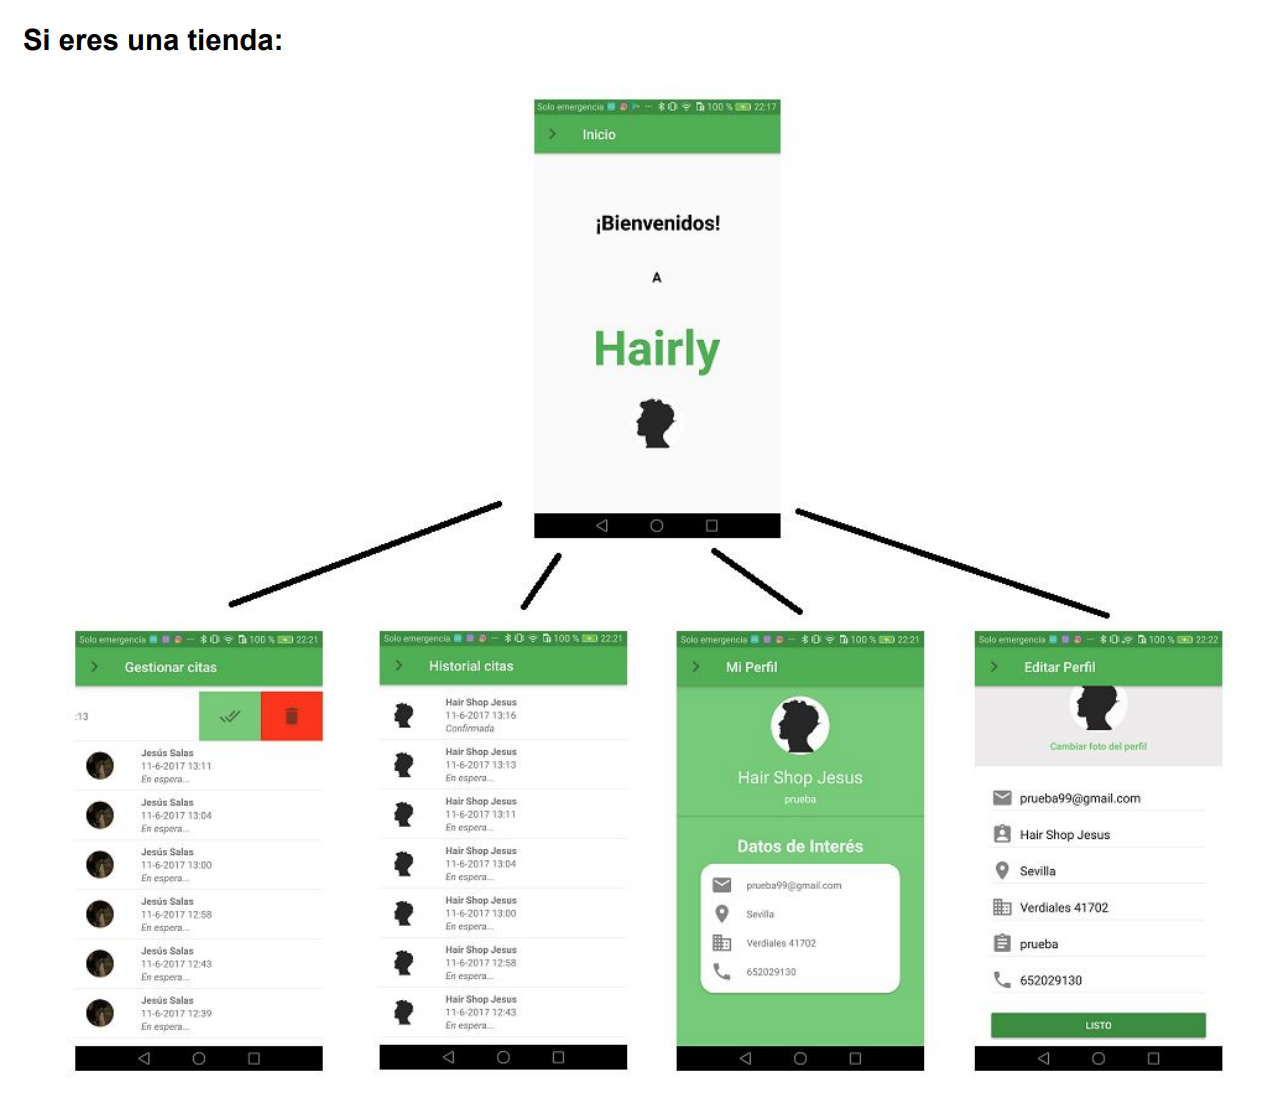 Si eres una tienda:
Solo emergencia 100 % 22:17
Inicio
¡Bienvenidos!
A
Hairly
Solo emergencia 100 % 22:21
Gestionar citas
:13
Jesús Salas
11-6-2017 13:11
En espera...
Jesús Salas
11-6-2017 13:04
En espera...
Jesús Salas
11-6-2017 13:00
En espera...
Jesús Salas
11-6-2017 12:58
En espera...
Jesús Salas
11-6-2017 12:43
En espera...
Jesús Salas
11-6-2017 12:39
En espera...
Solo emergencia 100 % 22:21
Historial citas
Hair Shop Jesus
11-6-2017 13:16
Confirmada
Hair Shop Jesus
11-6-2017 13:13
En espera...
Hair Shop Jesus
11-6-2017 13:11
En espera...
Hair Shop Jesus
11-6-2017 13:04
En espera...
Hair Shop Jesus
11-6-2017 13:00
En espera...
Hair Shop Jesus
11-6-2017 12:58
En espera...
Hair Shop Jesus
11-6-2017 12:43
En espera...
Solo emergencia 100 % 22:21
Mi Perfil
Hair Shop Jesus
prueba
Datos de Interés
prueba99@gmail.com
Sevilla
Verdiales 41702
652029130
Solo emergencia 100 % 22:22
Editar Perfil
Cambiar foto del perfil
prueba99@gmail.com
Hair Shop Jesus
Sevilla
Verdiales 41702
prueba
652029130
LISTO